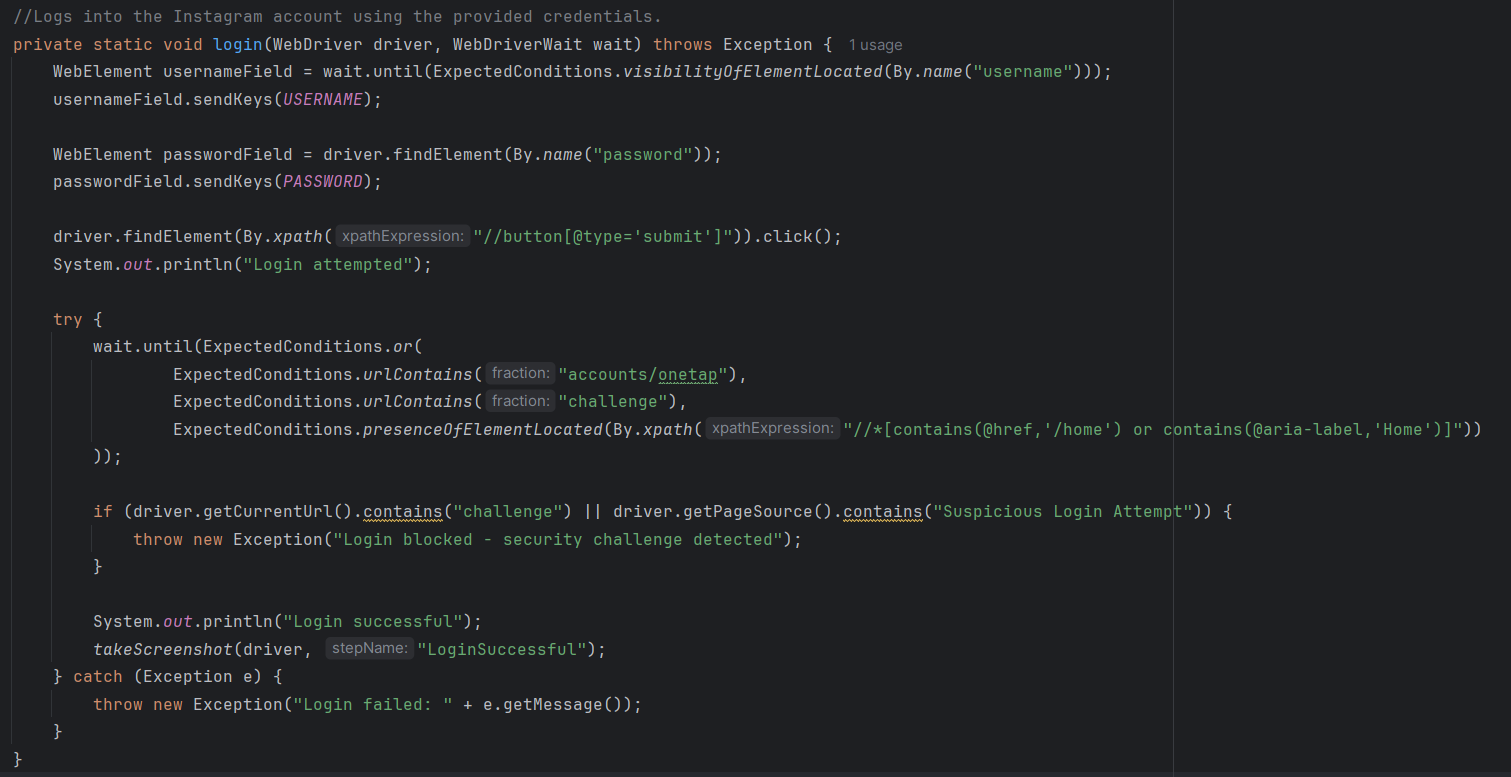 //Logs into the Instagram account using the provided credentials.
private static void login(WebDriver driver, WebDriverWait wait) throws Exception {  1 usage
    WebElement usernameField = wait.until(ExpectedConditions.visibilityOfElementLocated(By.name("username")));
    usernameField.sendKeys(USERNAME);

    WebElement passwordField = driver.findElement(By.name("password"));
    passwordField.sendKeys(PASSWORD);

    driver.findElement(By.xpath( xpathExpression: "//button[@type='submit']")).click();
    System.out.println("Login attempted");

    try {
        wait.until(ExpectedConditions.or(
                ExpectedConditions.urlContains( fraction: "accounts/onetap"),
                ExpectedConditions.urlContains( fraction: "challenge"),
                ExpectedConditions.presenceOfElementLocated(By.xpath( xpathExpression: "//*[contains(@href,'/home') or contains(@aria-label,'Home')]"))
        ));

        if (driver.getCurrentUrl().contains("challenge") || driver.getPageSource().contains("Suspicious Login Attempt")) {
            throw new Exception("Login blocked - security challenge detected");
        }

        System.out.println("Login successful");
        takeScreenshot(driver, stepName: "LoginSuccessful");
    } catch (Exception e) {
        throw new Exception("Login failed: " + e.getMessage());
    }
}